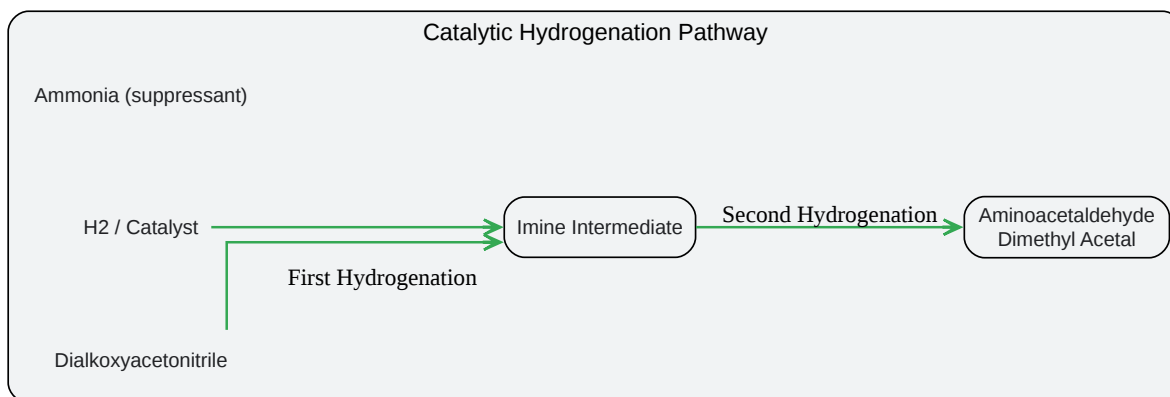 Catalytic Hydrogenation Pathway
Ammonia (suppressant)
H2 / Catalyst
Imine Intermediate
Second Hydrogenation
Aminoacetaldehyde
Dimethyl Acetal
First Hydrogenation
Dialkoxyacetonitrile